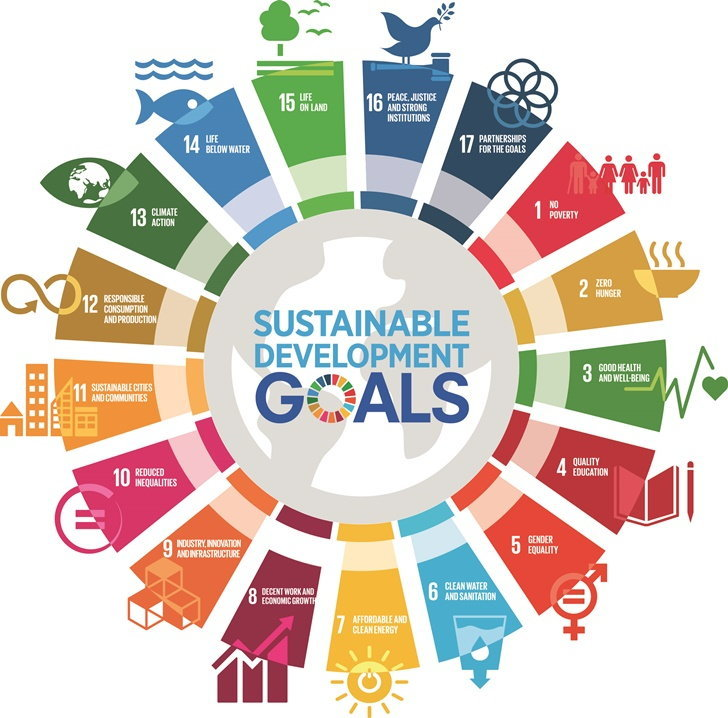 SUSTAINABLE
DEVELOPMENT
GOALS
1 NO
POVERTY
2 ZERO
HUNGER
3 GOOD HEALTH
AND WELL-BEING
4 QUALITY
EDUCATION
5 GENDER
EQUALITY
6 CLEAN WATER
AND SANITATION
7 AFFORDABLE AND
CLEAN ENERGY
8 DECENT WORK AND
ECONOMIC GROWTH
9 INDUSTRY, INNOVATION
AND INFRASTRUCTURE
10 REDUCED
INEQUALITIES
11 SUSTAINABLE CITIES
AND COMMUNITIES
12 RESPONSIBLE
CONSUMPTION
AND PRODUCTION
13 CLIMATE
ACTION
14 LIFE
BELOW WATER
15 LIFE
ON LAND
16 PEACE, JUSTICE
AND STRONG
INSTITUTIONS
17 PARTNERSHIPS
FOR THE GOALS